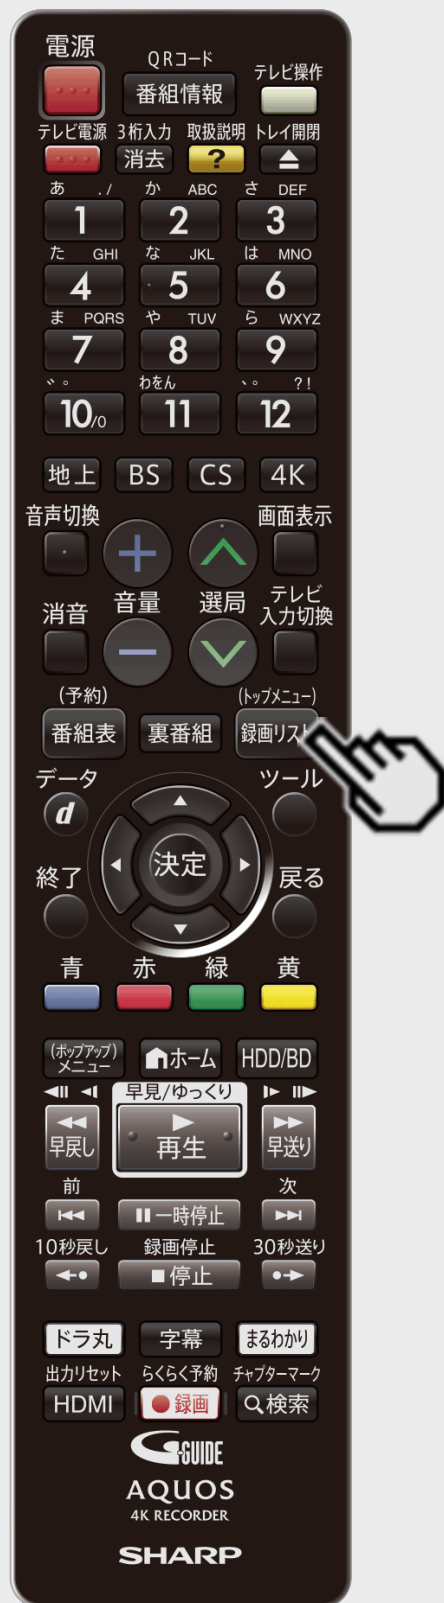 電源
QRコード
番組情報
テレビ操作
テレビ電源 3桁入力 取扱説明 トレイ開閉
消去 ?
あ ./ か ABC さ DEF
1 2 3
た GHI な JKL は MNO
4 5 6
ま PQRS や TUV ら WXYZ
7 8 9
゛゜ わをん 、。 ?!
10/0 11 12
地上 BS CS 4K
音声切換 画面表示
消音 音量 選局 テレビ
入力切換
(予約) (トップメニュー)
番組表 裏番組 録画リスト
データ ツール
d
決定
終了 戻る
青 赤 緑 黄
(ポップアップ)
メニュー ホーム HDD/BD
早見/ゆっくり
早戻し 再生 早送り
前 次
一時停止
10秒戻し 録画停止 30秒送り
停止
ドラ丸 字幕 まるわかり
出力リセット らくらく予約 チャプターマーク
HDMI 録画 検索
G-GUIDE
AQUOS
4K RECORDER
SHARP